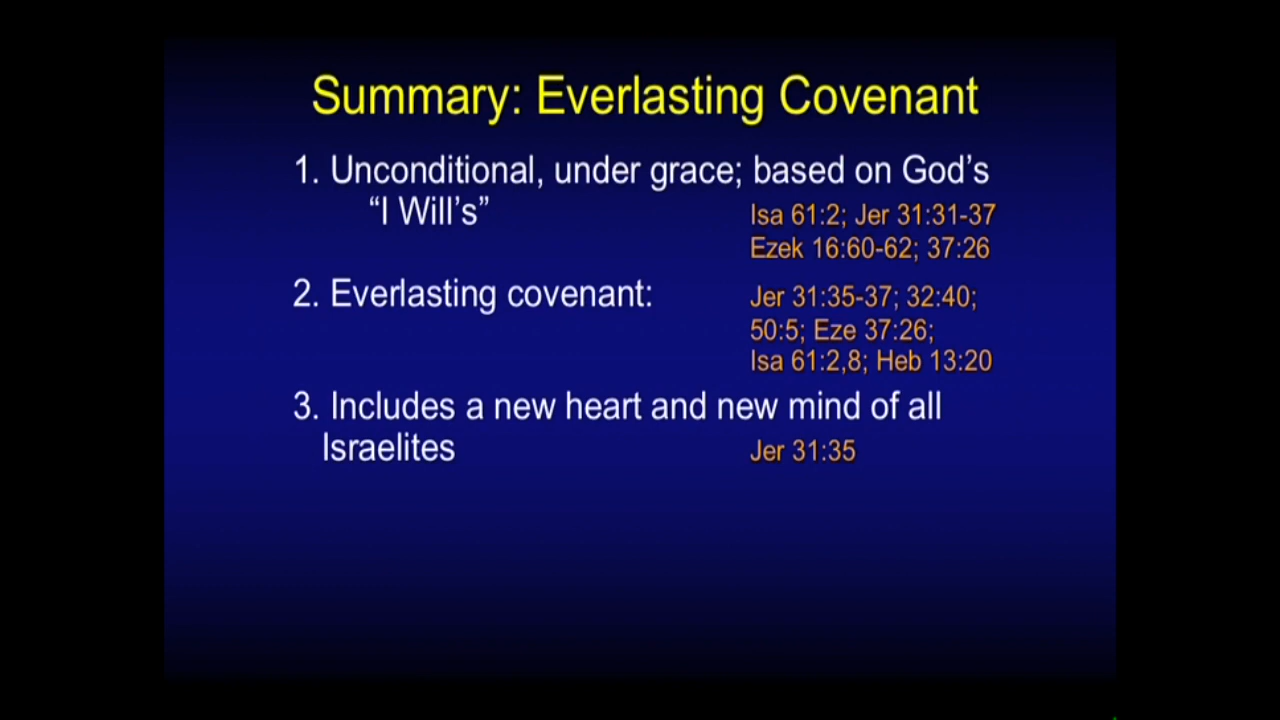 Summary: Everlasting Covenant
1. Unconditional, under grace; based on God’s
“I Will’s”
Isa 61:2; Jer 31:31-37
Ezek 16:60-62; 37:26
2. Everlasting covenant:
Jer 31:35-37; 32:40;
50:5; Eze 37:26;
Isa 61:2,8; Heb 13:20
3. Includes a new heart and new mind of all
Israelites
Jer 31:35